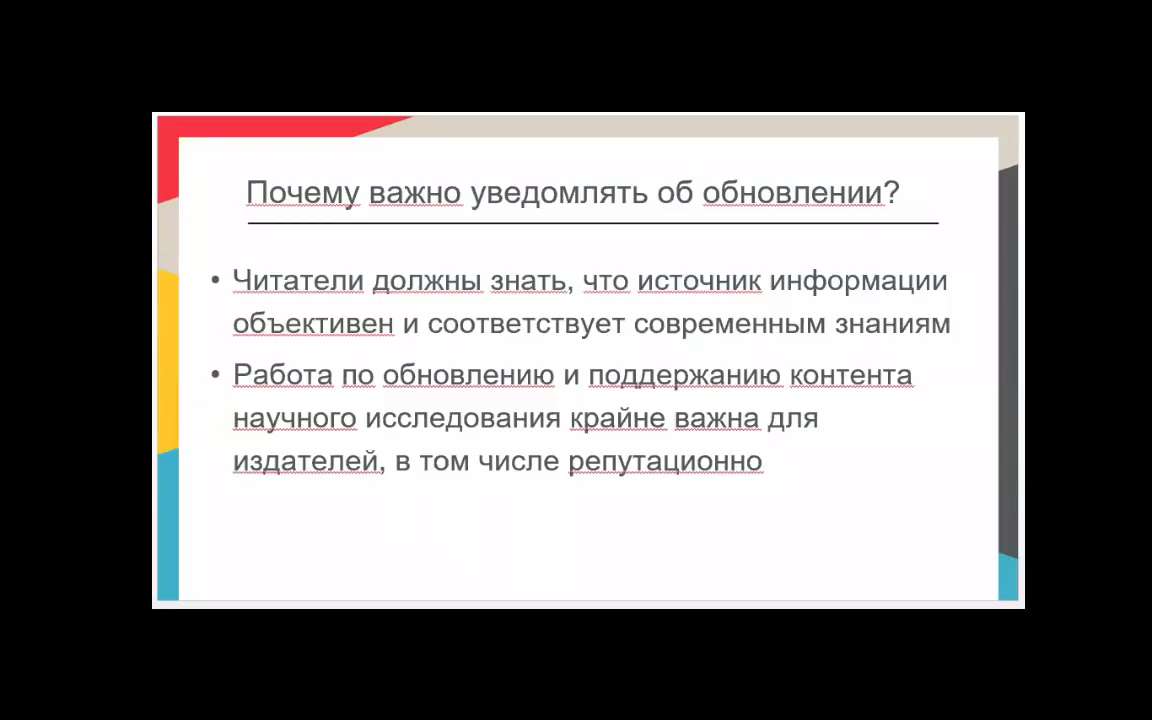 Почему важно уведомлять об обновлении?
• Читатели должны знать, что источник информации
объективен и соответствует современным знаниям
• Работа по обновлению и поддержанию контента
научного исследования крайне важна для
издателей, в том числе репутационно